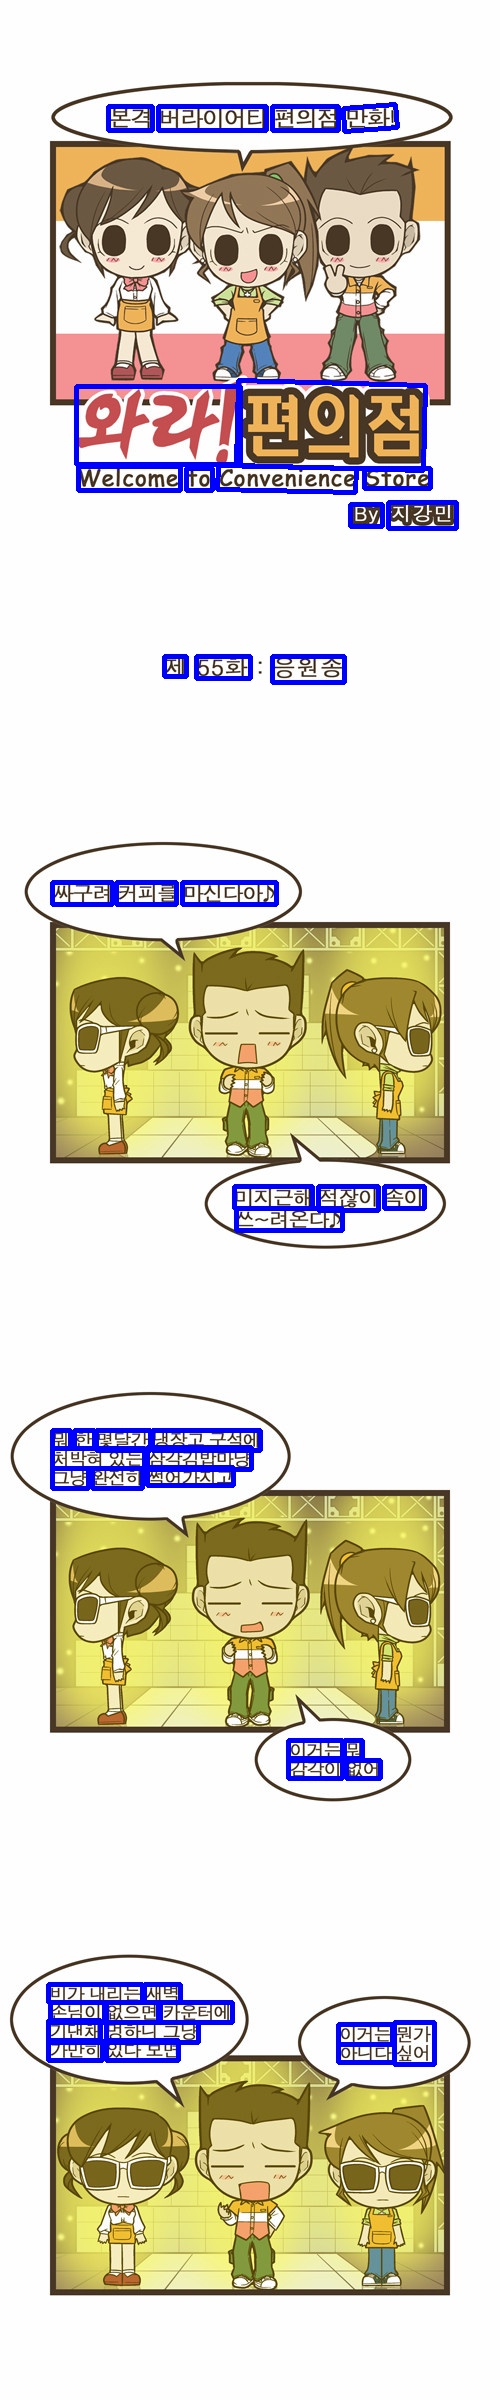 본격 버라이어티 편의점 만화!
와라! 편의점
Welcome to Convenience Store
By 지강민
제 55화 : 응원송
싸구려 커피를 마신다아♪
미지근해 적잖이 속이
쓰~려온다♪
뭐 한 몇달간 냉장고 구석에
처박혀 있는 삼각김밥마냥
그냥 완전히 썩어가지고
이거는 뭐
감각이 없어
비가 내리는 새벽
손님이 없으면 카운터에
기댄채 멍하니 그냥
가만히 있다 보면
이거는 뭔가
아니다 싶어